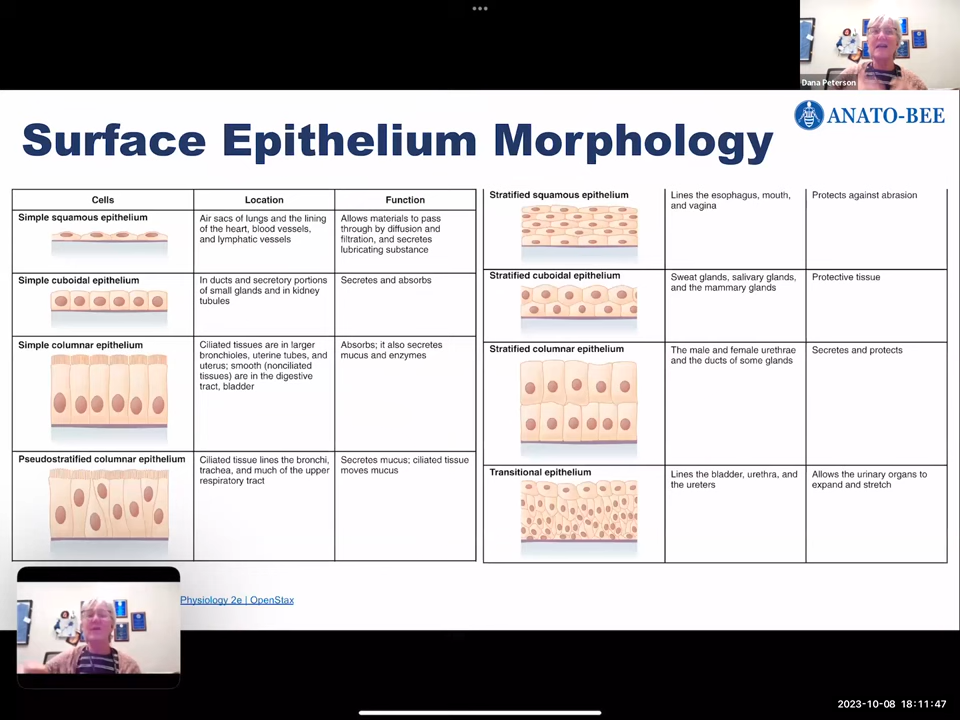 Dana Peterson
ANATO-BEE
Surface Epithelium Morphology
Cells
Location
Function
Simple squamous epithelium
Air sacs of lungs and the lining
of the heart, blood vessels,
and lymphatic vessels
Allows materials to pass
through by diffusion and
filtration, and secretes
lubricating substance
Simple cuboidal epithelium
In ducts and secretory portions
of small glands and in kidney
tubules
Secretes and absorbs
Simple columnar epithelium
Ciliated tissues are in larger
bronchioles, uterine tubes, and
uterus; smooth (nonciliated
tissues) are in the digestive
tract, bladder
Absorbs; it also secretes
mucus and enzymes
Pseudostratified columnar epithelium
Ciliated tissue lines the bronchi,
trachea, and much of the upper
respiratory tract
Secretes mucus; ciliated tissue
moves mucus
Stratified squamous epithelium
Lines the esophagus, mouth,
and vagina
Protects against abrasion
Stratified cuboidal epithelium
Sweat glands, salivary glands,
and the mammary glands
Protective tissue
Stratified columnar epithelium
The male and female urethrae
and the ducts of some glands
Secretes and protects
Transitional epithelium
Lines the bladder, urethra, and
the ureters
Allows the urinary organs to
expand and stretch
Physiology 2e | OpenStax
2023-10-08 18:11:47